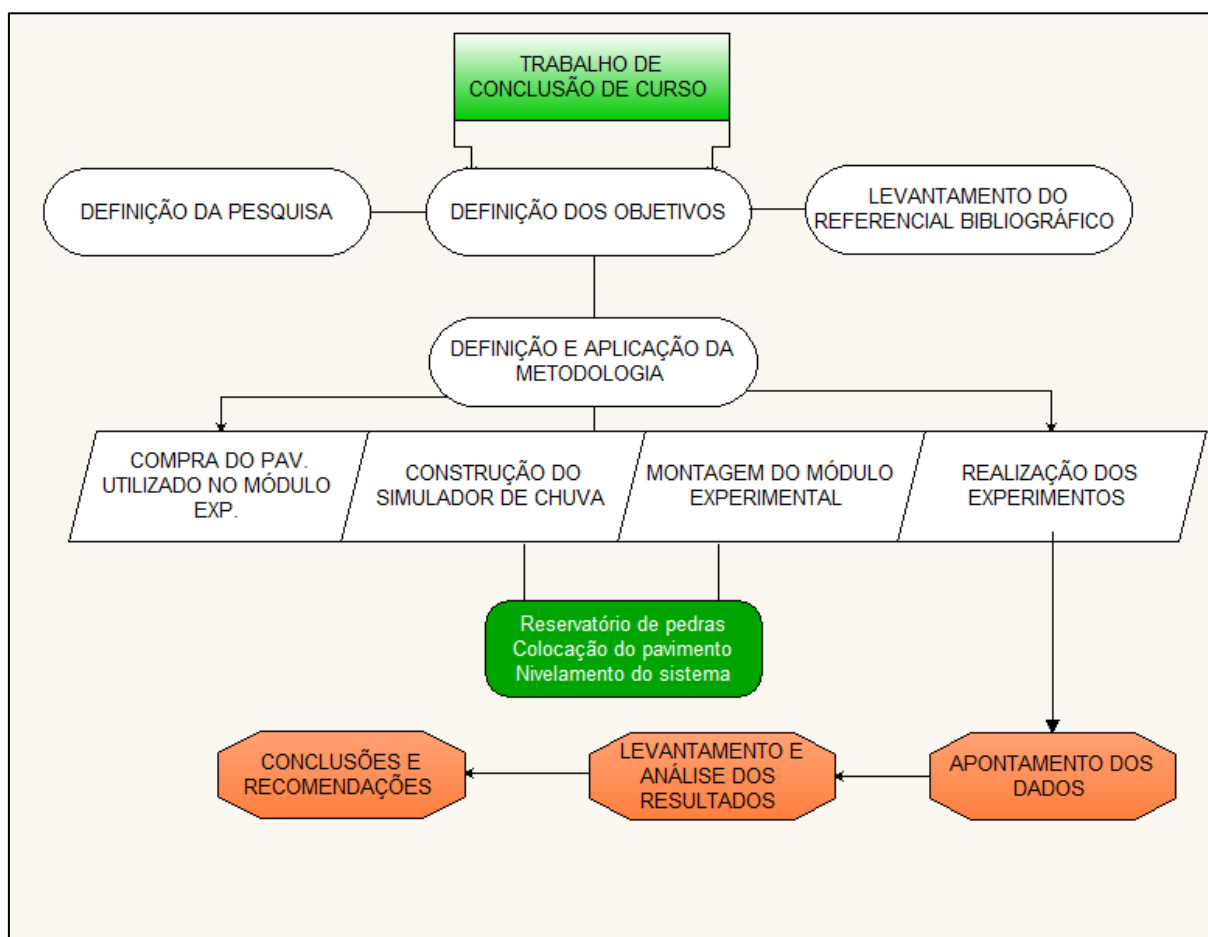 TRABALHO DE
CONCLUSÃO DE CURSO
DEFINIÇÃO DA PESQUISA
DEFINIÇÃO DOS OBJETIVOS
LEVANTAMENTO DO
REFERENCIAL BIBLIOGRÁFICO
DEFINIÇÃO E APLICAÇÃO DA
METODOLOGIA
COMPRA DO PAV.
UTILIZADO NO MÓDULO
EXP.
CONSTRUÇÃO DO
SIMULADOR DE CHUVA
MONTAGEM DO MÓDULO
EXPERIMENTAL
REALIZAÇÃO DOS
EXPERIMENTOS
Reservatório de pedras
Colocação do pavimento
Nivelamento do sistema
CONCLUSÕES E
RECOMENDAÇÕES
LEVANTAMENTO E
ANÁLISE DOS
RESULTADOS
APONTAMENTO DOS
DADOS